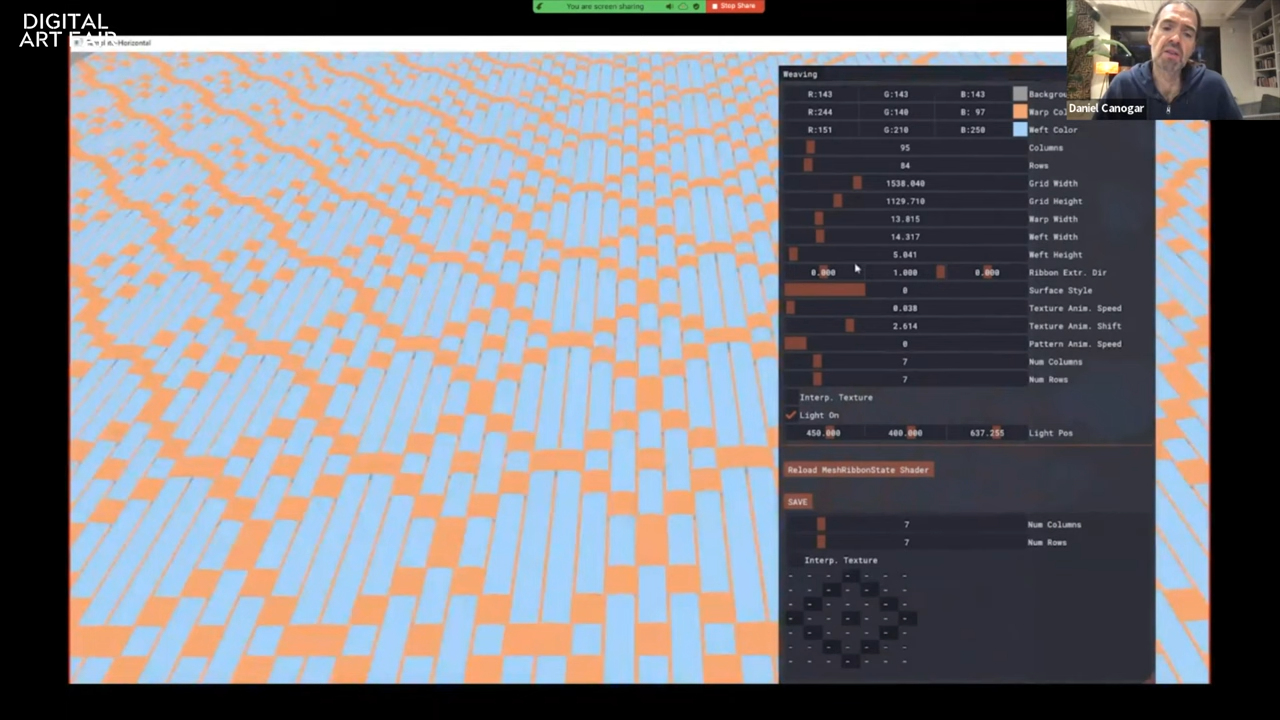 DIGITAL
ART FAIR
You are screen sharing
Stop Share
Daniel Canogar
Weaving
R:143 G:143 B:143
R:244 G:140 B: 97 Warp
R:151 G:210 B:250 Weft Color
95 Columns
84 Rows
1538.040 Grid Width
1129.710 Grid Height
13.815 Warp Width
14.317 Weft Width
5.041 Weft Height
0.000 1.000 0.000 Ribbon Extr. Dir
0 Surface Style
0.038 Texture Anim. Speed
2.614 Texture Anim. Shift
0 Pattern Anim. Speed
7 Num Columns
7 Num Rows
Interp. Texture
Light On
450.000 400.000 637.255 Light Pos
Reload MeshRibbonState Shader
SAVE
7 Num Columns
7 Num Rows
Interp. Texture
- - - - - - -
- - - - - - -
- - - - - - -
- - - - - - -
- - - - - - -
- - - - - - -
- - - - - - -